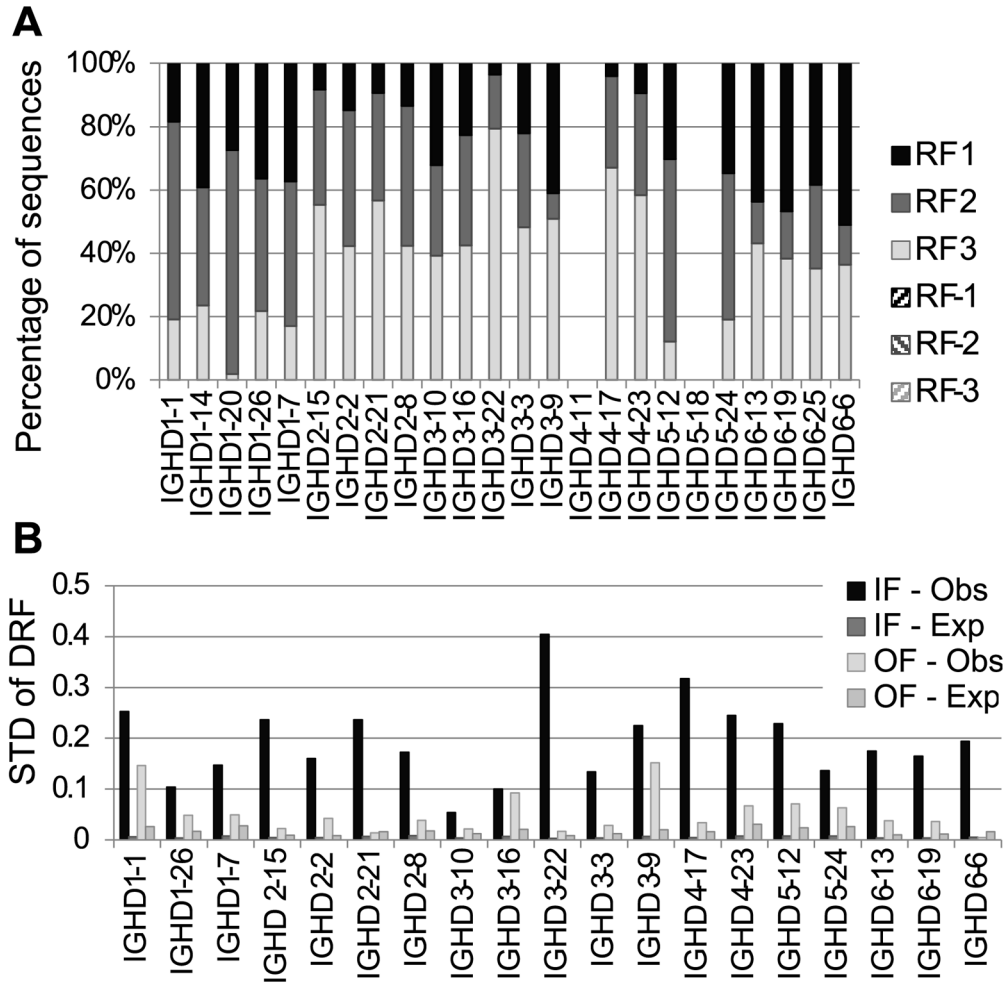 A
Percentage of sequences
100%
80%
60%
40%
20%
0%
IGHD1-1
IGHD1-14
IGHD1-20
IGHD1-26
IGHD1-7
IGHD2-15
IGHD2-2
IGHD2-21
IGHD2-8
IGHD3-10
IGHD3-16
IGHD3-22
IGHD3-3
IGHD3-9
IGHD4-11
IGHD4-17
IGHD4-23
IGHD5-12
IGHD5-18
IGHD5-24
IGHD6-13
IGHD6-19
IGHD6-25
IGHD6-6
RF1
RF2
RF3
RF-1
RF-2
RF-3
B
STD of DRF
0.5
0.4
0.3
0.2
0.1
0
IGHD1-1
IGHD1-26
IGHD1-7
IGHD 2-15
IGHD2-2
IGHD2-21
IGHD2-8
IGHD3-10
IGHD3-16
IGHD3-22
IGHD3-3
IGHD3-9
IGHD4-17
IGHD4-23
IGHD5-12
IGHD5-24
IGHD6-13
IGHD6-19
IGHD6-6
IF - Obs
IF - Exp
OF - Obs
OF - Exp